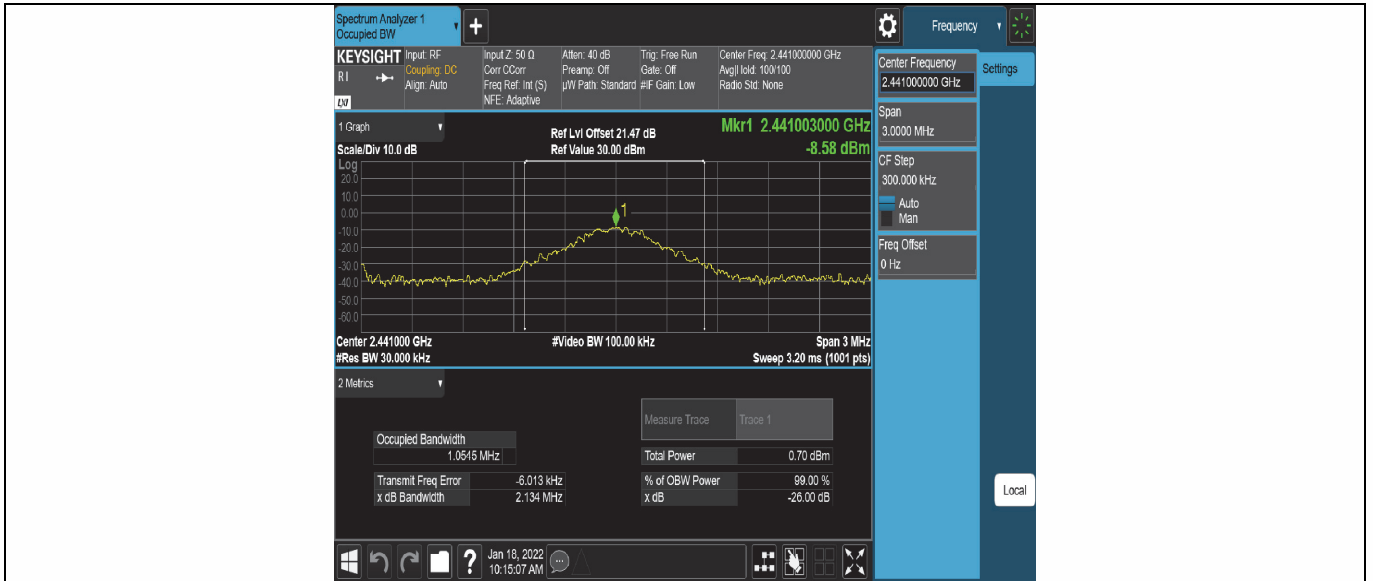 Spectrum Analyzer 1
Occupied BW
+
Frequency
KEYSIGHT
R I
LXI
Input: RF
Coupling: DC
Align: Auto
Input Z: 50 Ω
Corr CCorr
Freq Ref: Int (S)
NFE: Adaptive
Atten: 40 dB
Preamp: Off
µW Path: Standard
Trig: Free Run
Gate: Off
#IF Gain: Low
Center Freq: 2.441000000 GHz
Avg|Hold: 100/100
Radio Std: None
Center Frequency
2.441000000 GHz
Settings
Span
3.0000 MHz
CF Step
300.000 kHz
Auto
Man
Freq Offset
0 Hz
Local
1 Graph
Scale/Div 10.0 dB
Ref Lvl Offset 21.47 dB
Ref Value 30.00 dBm
Mkr1 2.441003000 GHz
-8.58 dBm
Log
20.0
10.0
0.00
-10.0
-20.0
-30.0
-40.0
-50.0
-60.0
1
Center 2.441000 GHz
#Video BW 100.00 kHz
Span 3 MHz
#Res BW 30.000 kHz
Sweep 3.20 ms (1001 pts)
2 Metrics
Measure Trace Trace 1
Occupied Bandwidth
1.0545 MHz
Total Power 0.70 dBm
Transmit Freq Error -6.013 kHz
% of OBW Power 99.00 %
x dB Bandwidth 2.134 MHz
x dB -26.00 dB
?
Jan 18, 2022
10:15:07 AM